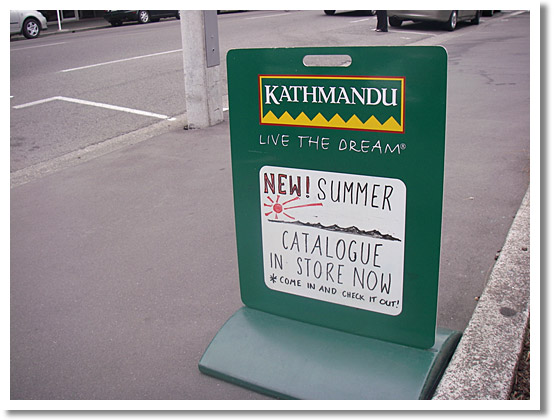 KATHMANDU
LIVE THE DREAM®
NEW! SUMMER
CATALOGUE
IN STORE NOW
* COME IN AND CHECK IT OUT!